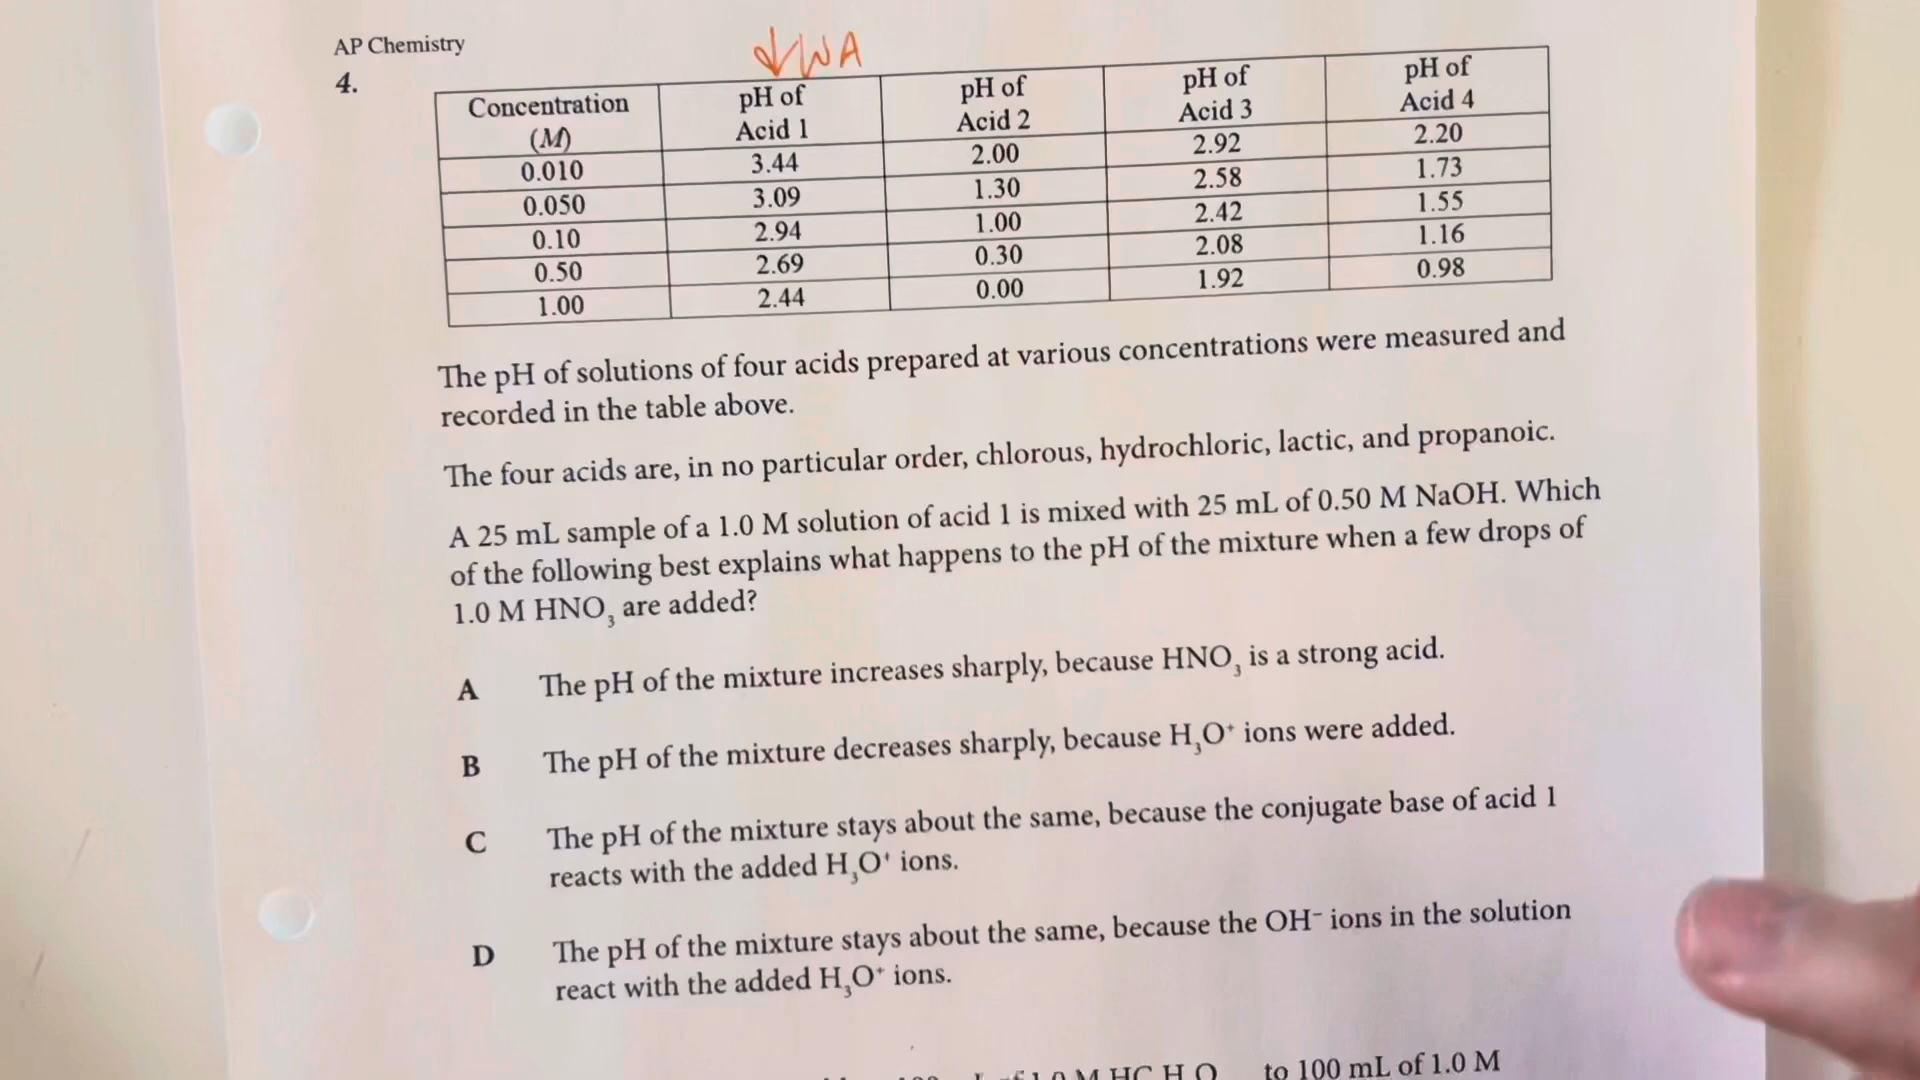 AP Chemistry
↓ WA
4.
Concentration (M) pH of Acid 1 pH of Acid 2 pH of Acid 3 pH of Acid 4
0.010 3.44 2.00 2.92 2.20
0.050 3.09 1.30 2.58 1.73
0.10 2.94 1.00 2.42 1.55
0.50 2.69 0.30 2.08 1.16
1.00 2.44 0.00 1.92 0.98
The pH of solutions of four acids prepared at various concentrations were measured and
recorded in the table above.
The four acids are, in no particular order, chlorous, hydrochloric, lactic, and propanoic.
A 25 mL sample of a 1.0 M solution of acid 1 is mixed with 25 mL of 0.50 M NaOH. Which
of the following best explains what happens to the pH of the mixture when a few drops of
1.0 M HNO₃ are added?
A The pH of the mixture increases sharply, because HNO₃ is a strong acid.
B The pH of the mixture decreases sharply, because H₃O⁺ ions were added.
C The pH of the mixture stays about the same, because the conjugate base of acid 1
reacts with the added H₃O⁺ ions.
D The pH of the mixture stays about the same, because the OH⁻ ions in the solution
react with the added H₃O⁺ ions.
to 100 mL of 1.0 M